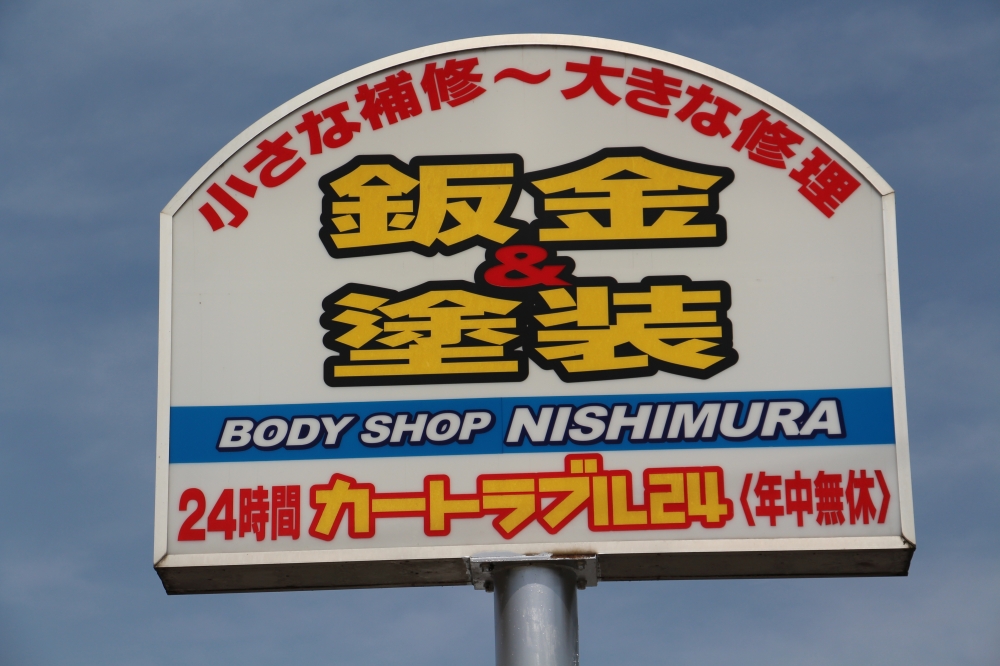 小さな補修～大きな修理
鈑金
&
塗装
BODY SHOP NISHIMURA
24時間 カートラブル24 〈年中無休〉